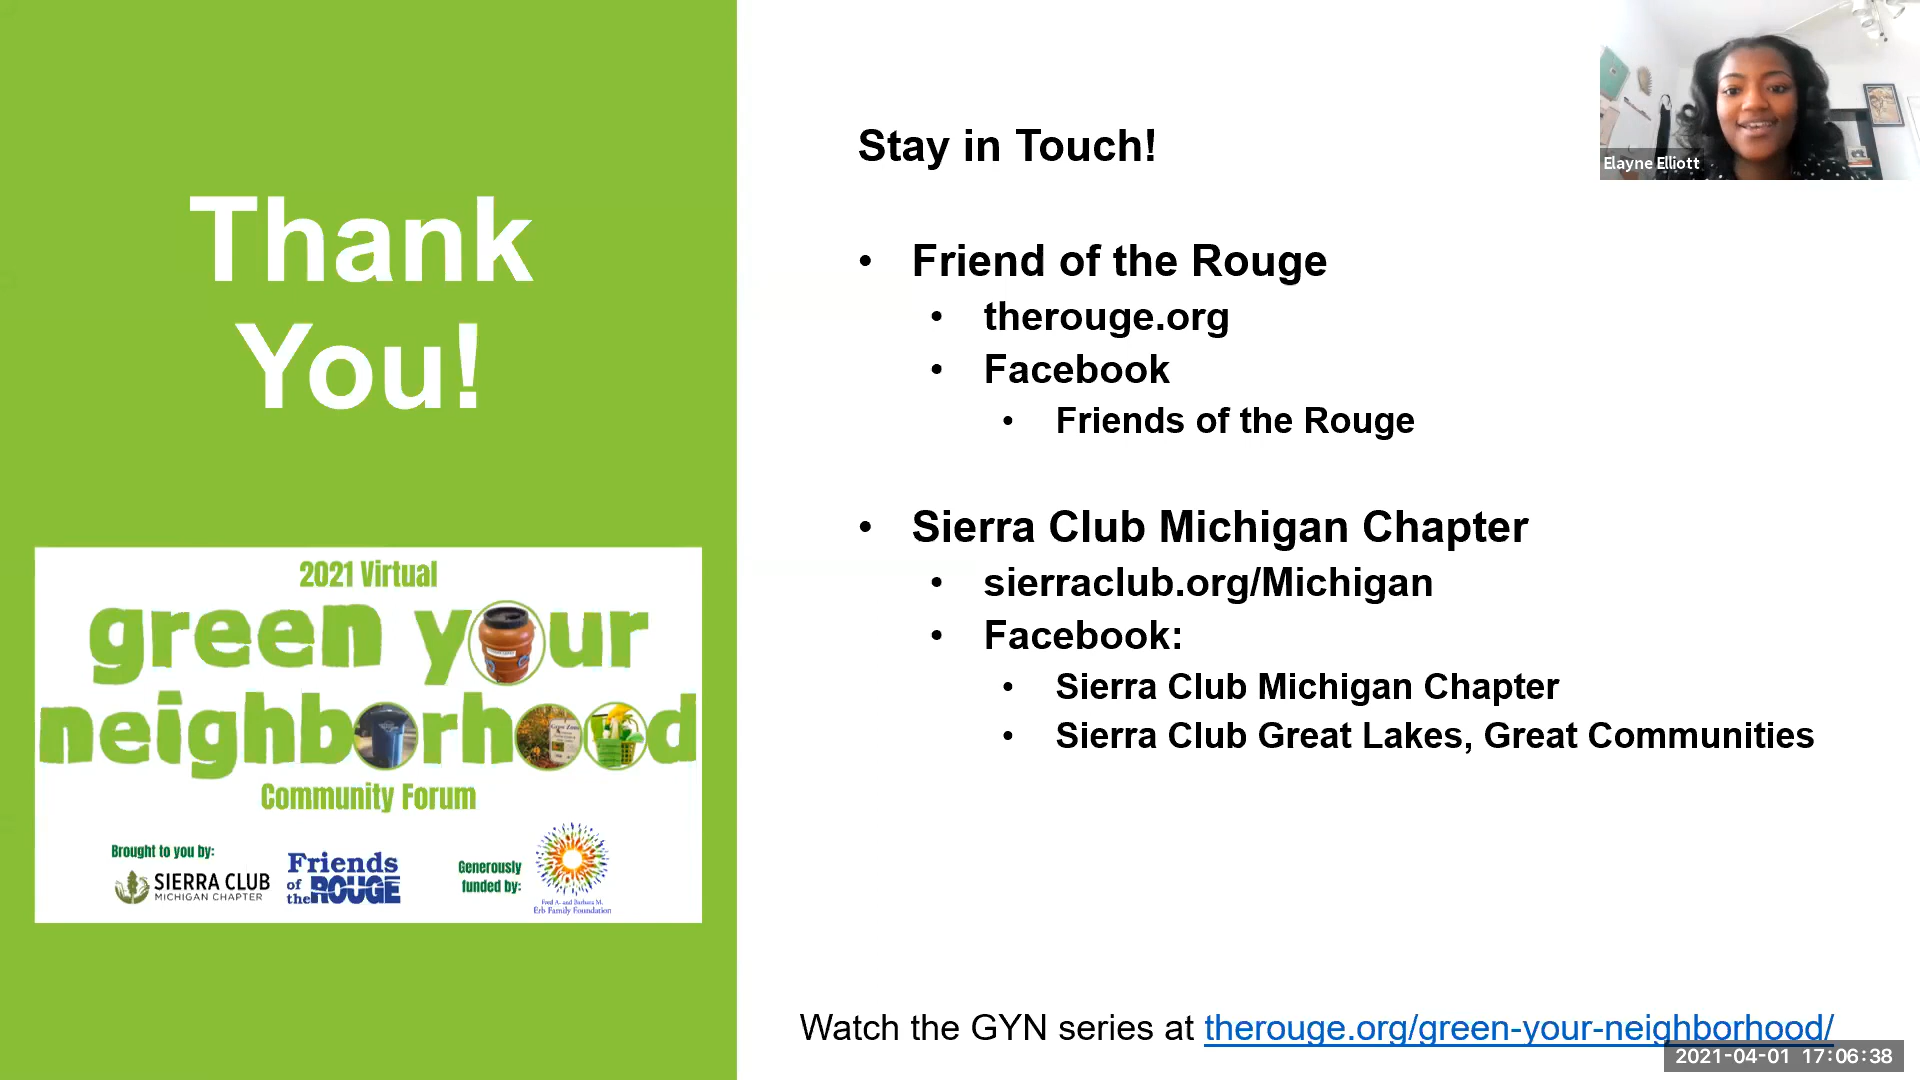 Thank
You!
2021 Virtual
green your
neighborhood
Community Forum
Brought to you by:
SIERRA CLUB
MICHIGAN CHAPTER
Friends
of
the ROUGE
Generously
funded by:
Fred A. and Barbara M.
Erb Family Foundation
Stay in Touch!
• Friend of the Rouge
• therouge.org
• Facebook
• Friends of the Rouge
• Sierra Club Michigan Chapter
• sierraclub.org/Michigan
• Facebook:
• Sierra Club Michigan Chapter
• Sierra Club Great Lakes, Great Communities
Watch the GYN series at therouge.org/green-your-neighborhood/
Elayne Elliott
2021-04-01 17:06:38